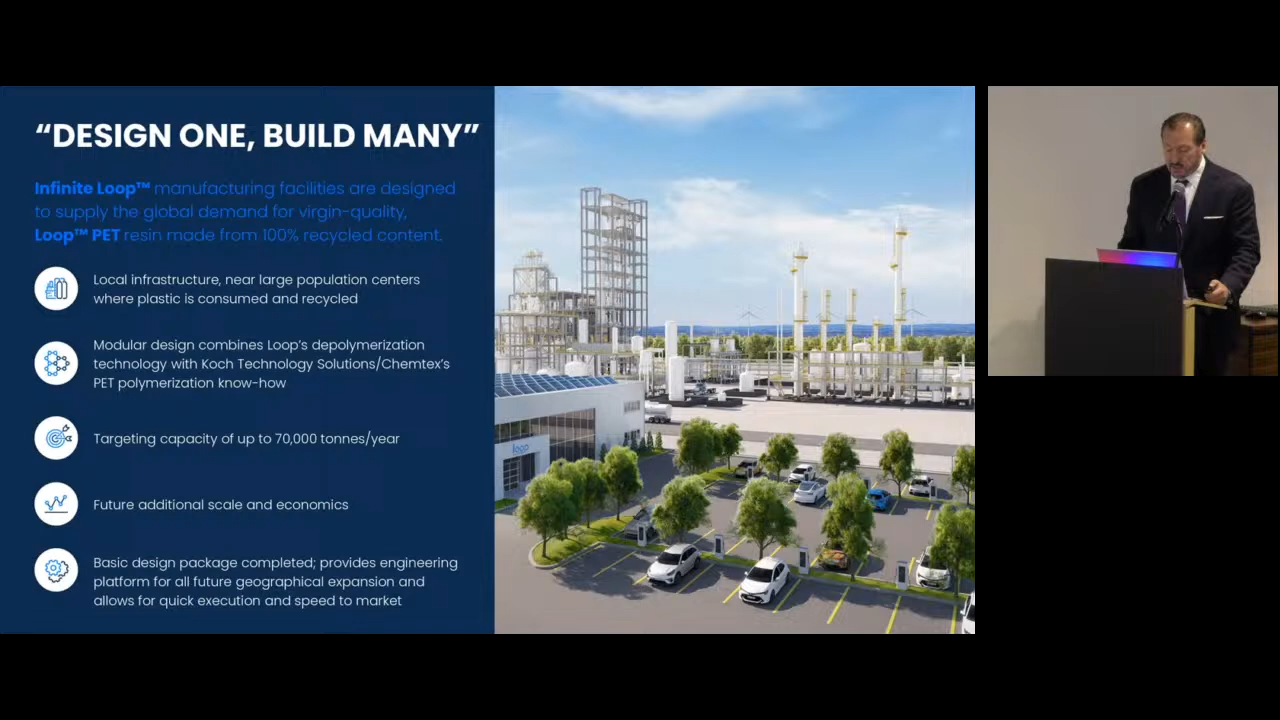 “DESIGN ONE, BUILD MANY”
Infinite Loop™ manufacturing facilities are designed
to supply the global demand for virgin-quality,
Loop™ PET resin made from 100% recycled content.
Local infrastructure, near large population centers
where plastic is consumed and recycled
Modular design combines Loop’s depolymerization
technology with Koch Technology Solutions/Chemtex’s
PET polymerization know-how
Targeting capacity of up to 70,000 tonnes/year
Future additional scale and economics
Basic design package completed; provides engineering
platform for all future geographical expansion and
allows for quick execution and speed to market
loop